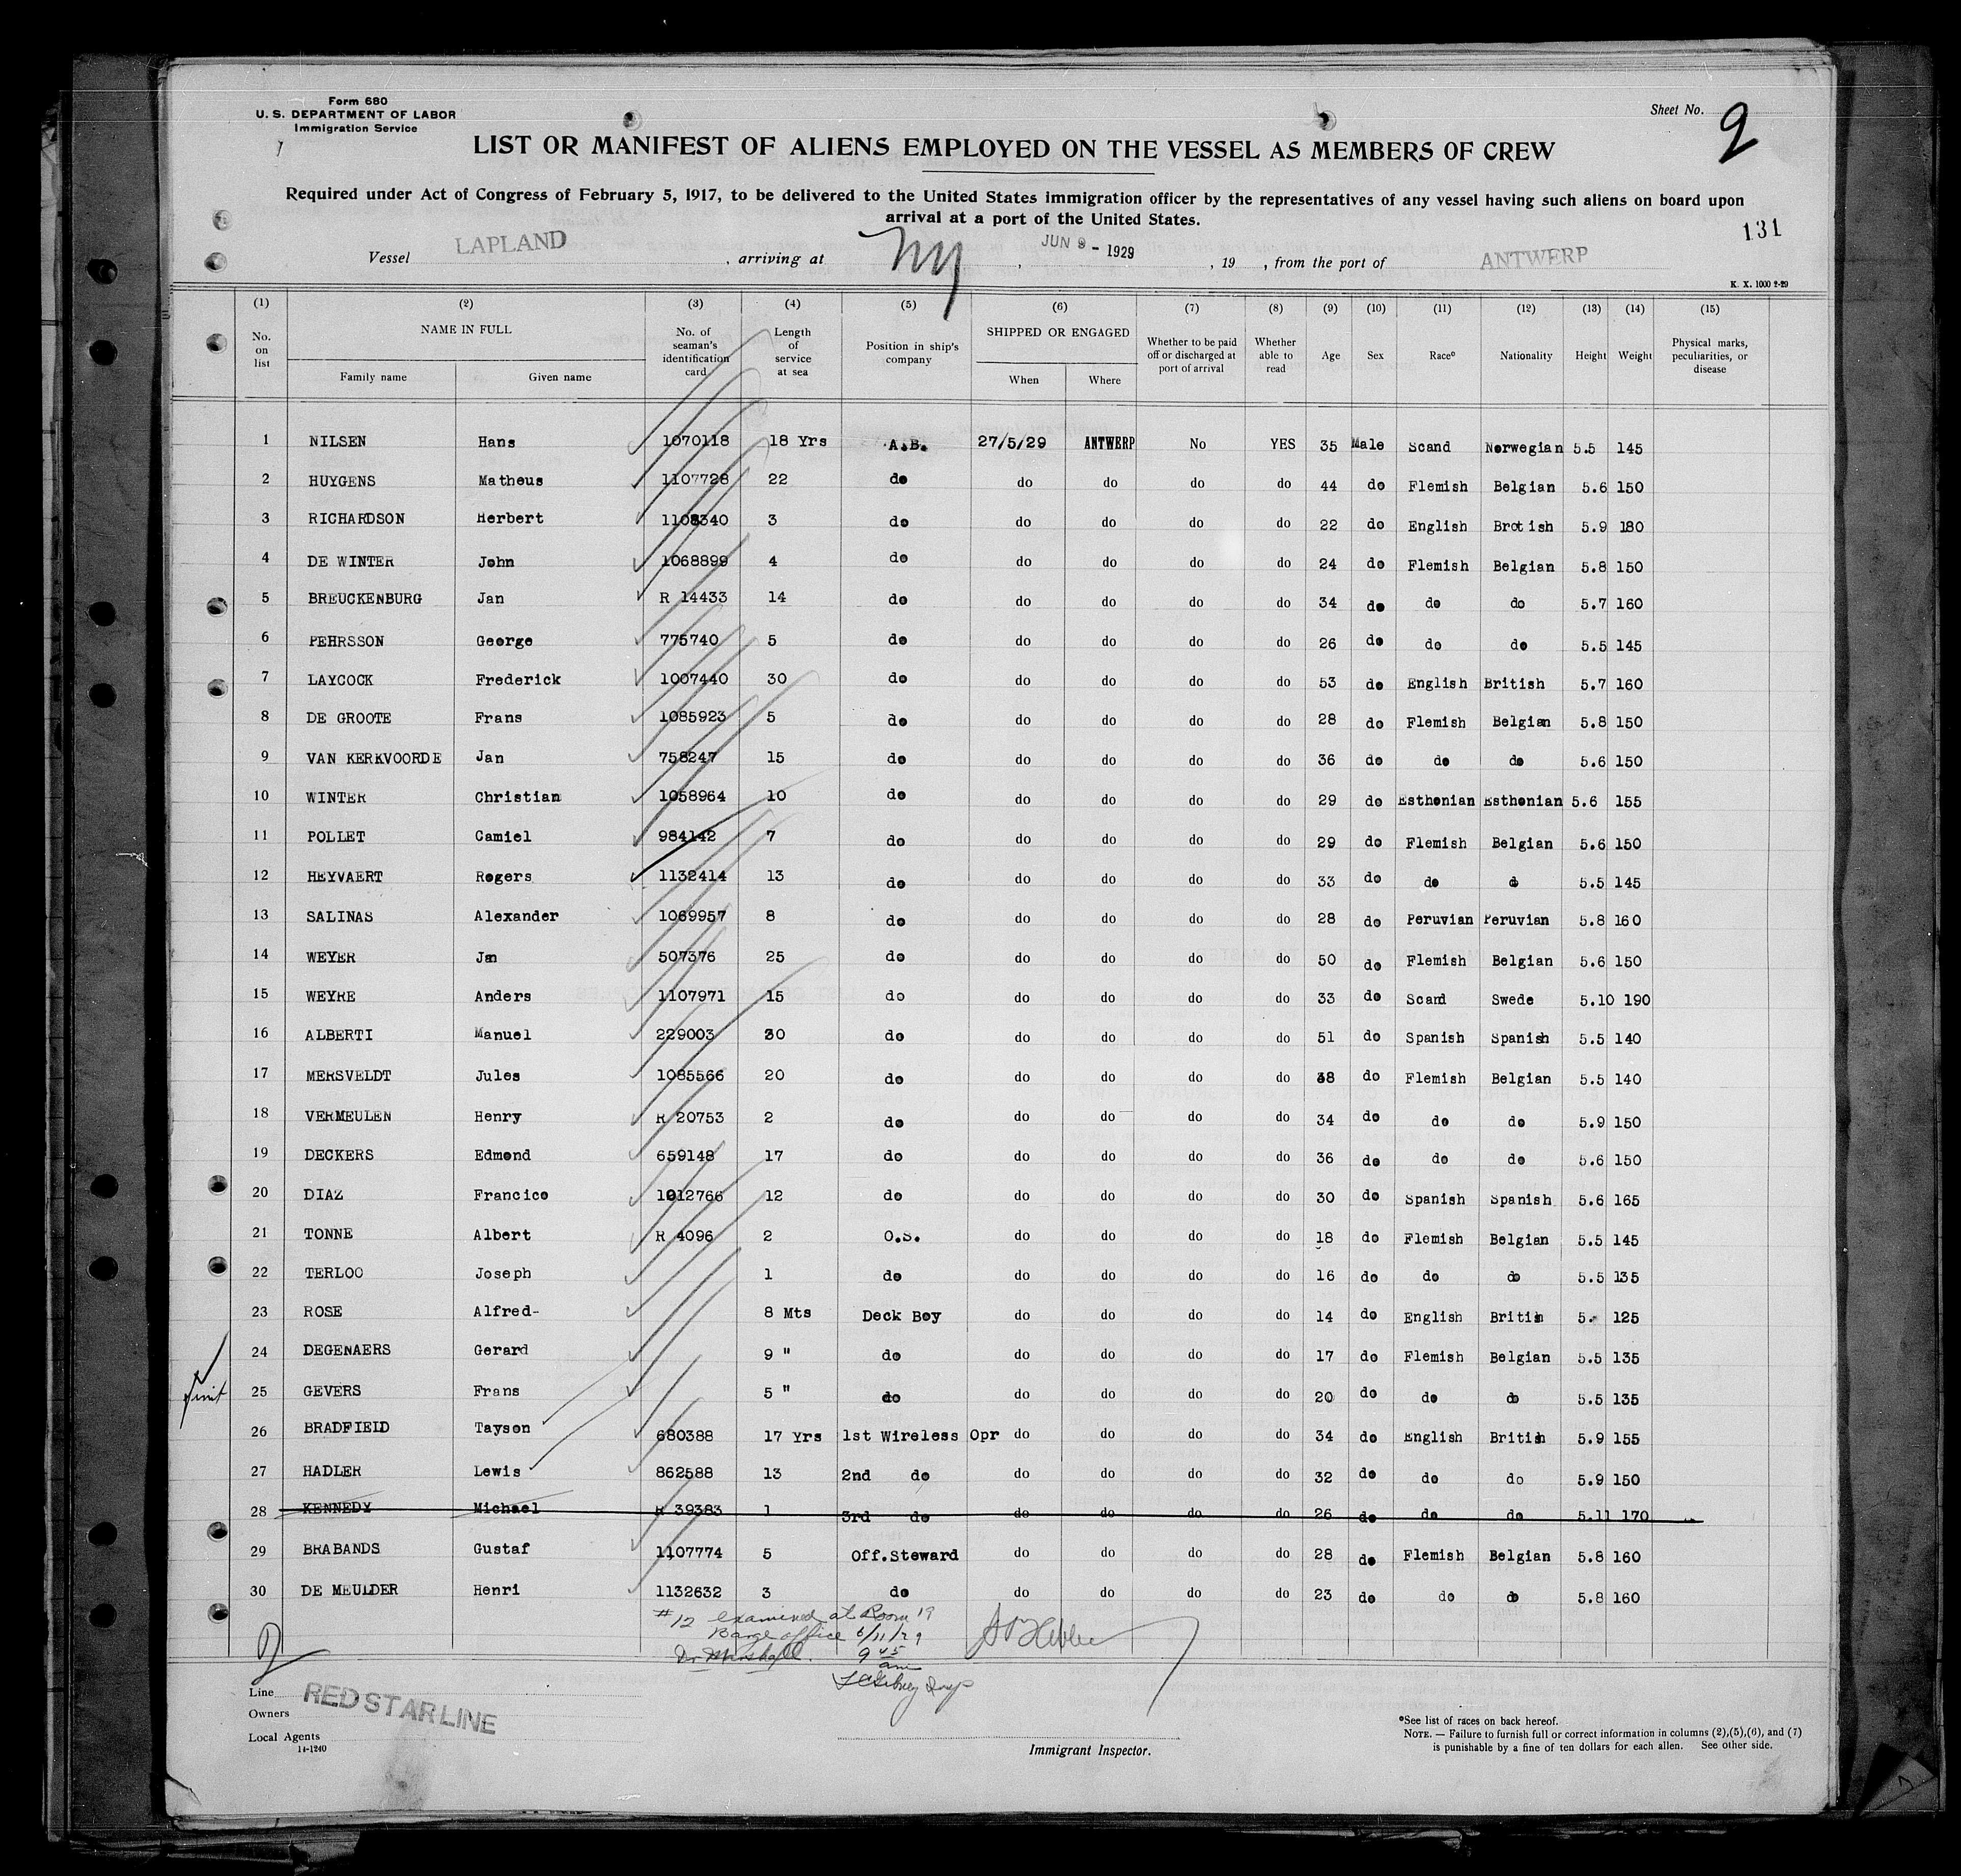 Form 680
U. S. DEPARTMENT OF LABOR
Immigration Service
Sheet No. 2
LIST OR MANIFEST OF ALIENS EMPLOYED ON THE VESSEL AS MEMBERS OF CREW
Required under Act of Congress of February 5, 1917, to be delivered to the United States immigration officer by the representatives of any vessel having such aliens on board upon
arrival at a port of the United States.
131
Vessel LAPLAND, arriving at NY, JUN 9 - 1929, 19 , from the port of ANTWERP
K. X. 1000 2-29
(1) (2) (3) (4) (5) (6) (7) (8) (9) (10) (11) (12) (13) (14) (15)
No. on list NAME IN FULL Family name Given name No. of seaman's identification card Length of service at sea Position in ship's company SHIPPED OR ENGAGED When Where Whether to be paid off or discharged at port of arrival Whether able to read Age Sex Race* Nationality Height Weight Physical marks, peculiarities, or disease
1 NILSEN Hans 1070118 18 Yrs A.B. 27/5/29 ANTWERP No YES 35 Male Scand Norwegian 5.5 145
2 HUYGENS Matheus 1107728 22 do do do do do 44 do Flemish Belgian 5.6 150
3 RICHARDSON Herbert 1108340 3 do do do do do 22 do English Brotish 5.9 180
4 DE WINTER John 1068899 4 do do do do do 24 do Flemish Belgian 5.8 150
5 BREUCKENBURG Jan R 14433 14 do do do do do 34 do do do 5.7 160
6 PEHRSSON George 775740 5 do do do do do 26 do do do 5.5 145
7 LAYCOCK Frederick 1007440 30 do do do do do 53 do English British 5.7 160
8 DE GROOTE Frans 1085923 5 do do do do do 28 do Flemish Belgian 5.8 150
9 VAN KERKVOORDE Jan 758247 15 do do do do do 36 do do do 5.6 150
10 WINTER Christian 1058964 10 do do do do do 29 do Esthonian Esthonian 5.6 155
11 POLLET Camiel 984142 7 do do do do do 29 do Flemish Belgian 5.6 150
12 HEYVAERT Rogers 1132414 13 do do do do do 33 do do do 5.5 145
13 SALINAS Alexander 1069957 8 do do do do do 28 do Peruvian Peruvian 5.8 160
14 WEYER Jan 507376 25 do do do do do 50 do Flemish Belgian 5.6 150
15 WEYRE Anders 1107971 15 do do do do do 33 do Scand Swede 5.10 190
16 ALBERTI Manuel 229003 30 do do do do do 51 do Spanish Spanish 5.5 140
17 MERSVELDT Jules 1085566 20 do do do do do 38 do Flemish Belgian 5.5 140
18 VERMEULEN Henry R 20753 2 do do do do do 34 do do do 5.9 150
19 DECKERS Edmond 659148 17 do do do do do 36 do do do 5.6 150
20 DIAZ Francico 1012766 12 do do do do do 30 do Spanish Spanish 5.6 165
21 TONNE Albert R 4096 2 O.S. do do do do 18 do Flemish Belgian 5.5 145
22 TERLOO Joseph 1 do do do do do 16 do do do 5.5 135
23 ROSE Alfred- 8 Mts Deck Boy do do do do 14 do English Britih 5. 125
24 DEGENAERS Gerard 9 " do do do do do 17 do Flemish Belgian 5.5 135
25 GEVERS Frans 5 " do do do do do 20 do do do 5.5 135
26 BRADFIELD Tayson 680388 17 Yrs 1st Wireless Opr do do do do 34 do English Britih 5.9 155
27 HADLER Lewis 862588 13 2nd do do do do do 32 do do do 5.9 150
28 KENNEDY Michael R 39383 1 3rd do do do do do 26 do do do 5.11 170
29 BRABANDS Gustaf 1107774 5 Off.Steward do do do do 28 do Flemish Belgian 5.8 160
30 DE MEULDER Henri 1132632 3 do do do do do 23 do do do 5.8 160
#12 examined at Room 19
Barge office 6/11/29
Dr Marshall. 9 45 am
Line RED STAR LINE
Owners
Local Agents
14-1240
Immigrant Inspector.
*See list of races on back hereof.
NOTE. — Failure to furnish full or correct information in columns (2),(5),(6), and (7)
is punishable by a fine of ten dollars for each alien. See other side.